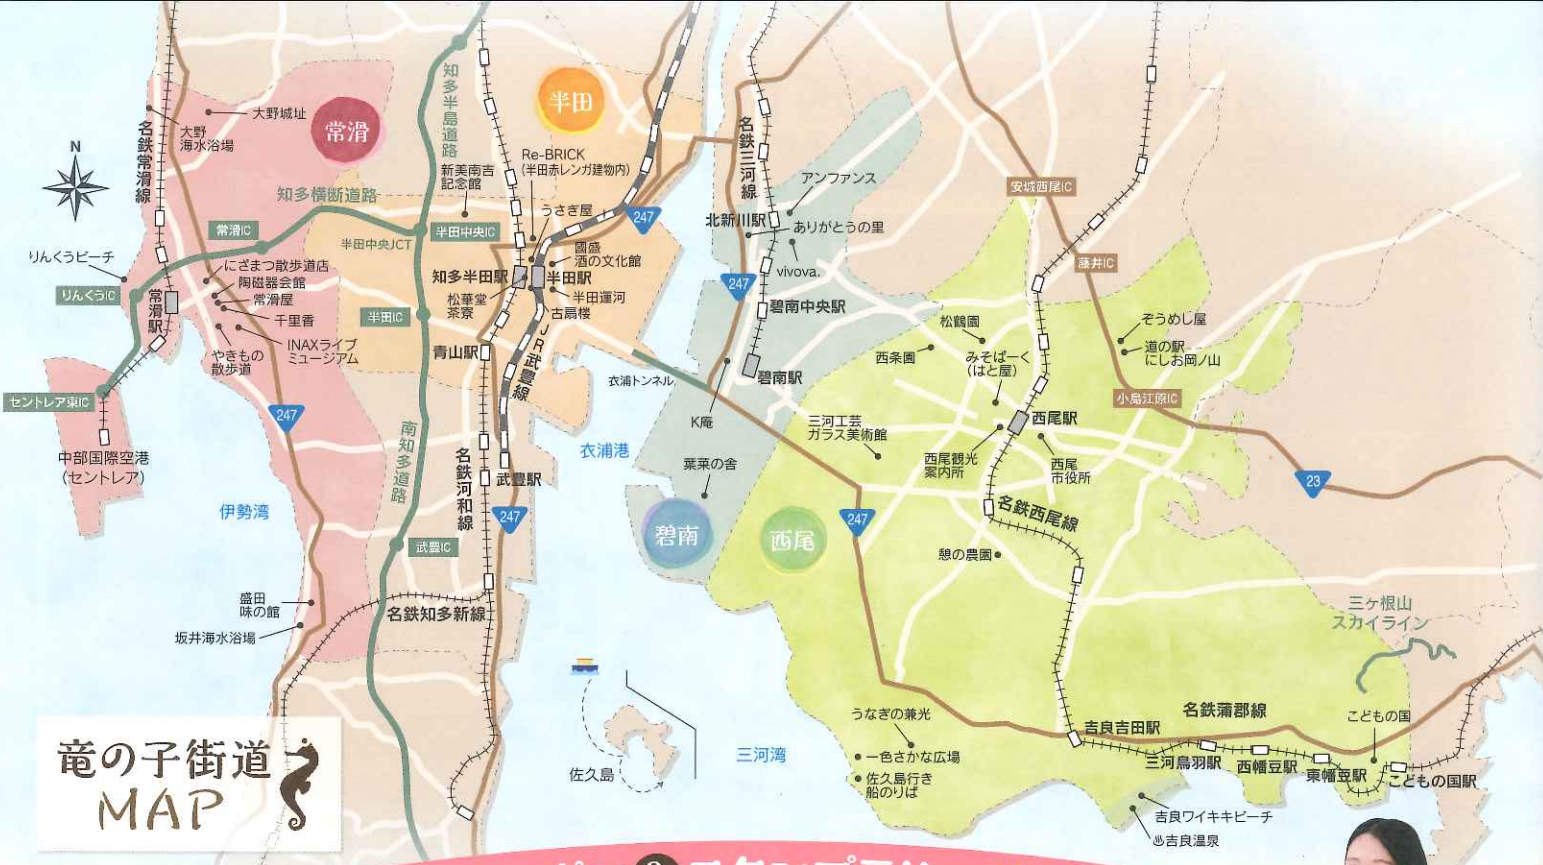 竜の子街道
MAP
N
常滑
半田
碧南
西尾
大野城址
大野
海水浴場
名鉄常滑線
知多半島道路
知多横断道路
新美南吉
記念館
Re-BRICK
(半田赤レンガ建物内)
うさぎ屋
247
常滑IC
半田中央JCT
半田中央IC
國盛
酒の文化館
りんくうビーチ
にざまつ散歩道店
陶磁器会館
常滑屋
千里香
INAXライブ
ミュージアム
やきもの
散歩道
りんくうIC
常滑駅
知多半田駅
半田駅
松華堂
茶寮
半田運河
古扇楼
半田IC
青山駅
JR武豊線
セントレア東IC
中部国際空港
(セントレア)
247
南知多道路
名鉄河和線
武豊駅
247
伊勢湾
武豊IC
盛田
味の館
坂井海水浴場
名鉄知多新線
名鉄三河線
アンファンス
北新川駅
ありがとうの里
vivova.
247
碧南中央駅
碧南駅
衣浦トンネル
K庵
衣浦港
葉菜の舎
安城西尾IC
藤井IC
松鶴園
西条園
みそぱーく
(はと屋)
ぞうめし屋
道の駅
にしお岡ノ山
小島江原IC
三河工芸
ガラス美術館
西尾駅
西尾観光
案内所
西尾
市役所
23
247
名鉄西尾線
憩の農園
三ヶ根山
スカイライン
うなぎの兼光
一色さかな広場
佐久島行き
船のりば
佐久島
三河湾
吉良吉田駅
名鉄蒲郡線
こどもの国
三河鳥羽駅
西幡豆駅
東幡豆駅
こどもの国駅
吉良ワイキキビーチ
♨吉良温泉